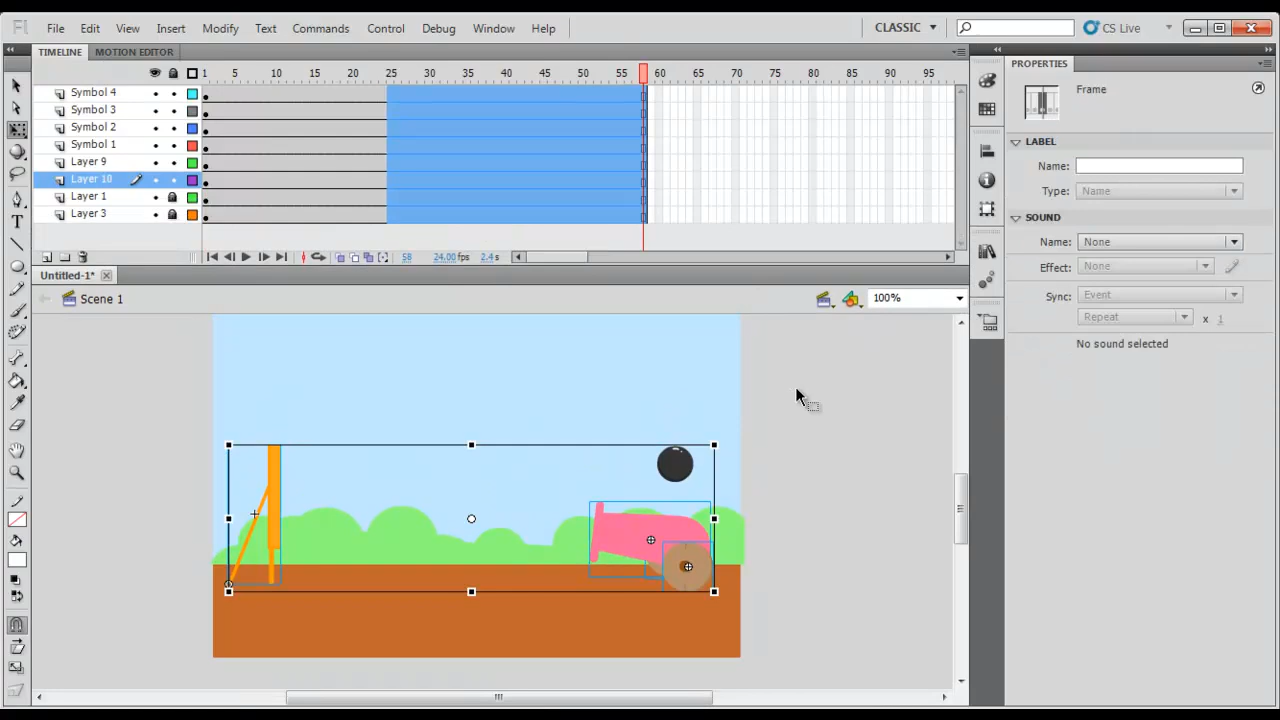 Fl File Edit View Insert Modify Text Commands Control Debug Window Help CLASSIC CS Live
TIMELINE MOTION EDITOR
1 5 10 15 20 25 30 35 40 45 50 55 60 65 70 75 80 85 90 95
Symbol 4
Symbol 3
Symbol 2
Symbol 1
Layer 9
Layer 10
Layer 1
Layer 3
58 24.00 fps 2.4 s
Untitled-1*
Scene 1 100%
PROPERTIES
Frame
LABEL
Name:
Type: Name
SOUND
Name: None
Effect: None
Sync: Event
Repeat x 1
No sound selected